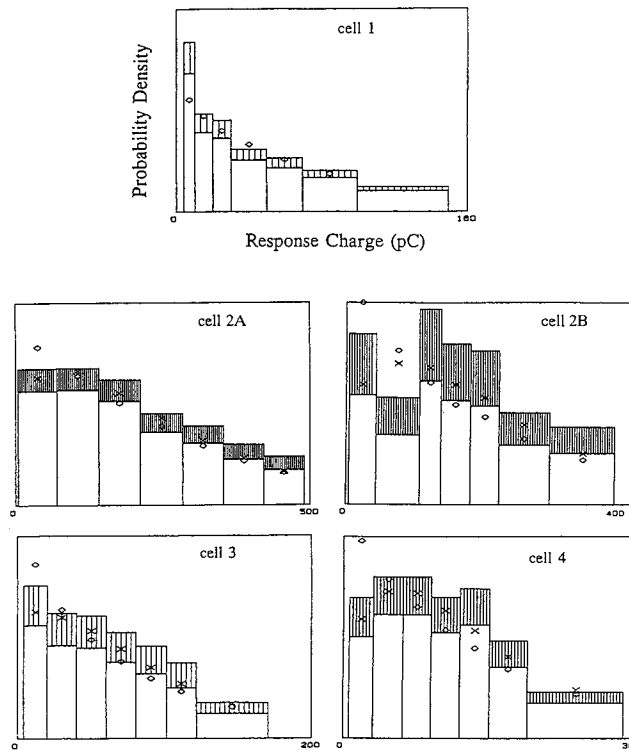 cell 1
Probability Density
0 160
Response Charge (pC)
cell 2A
cell 2B
0 500
0 400
cell 3
cell 4
0 200
0